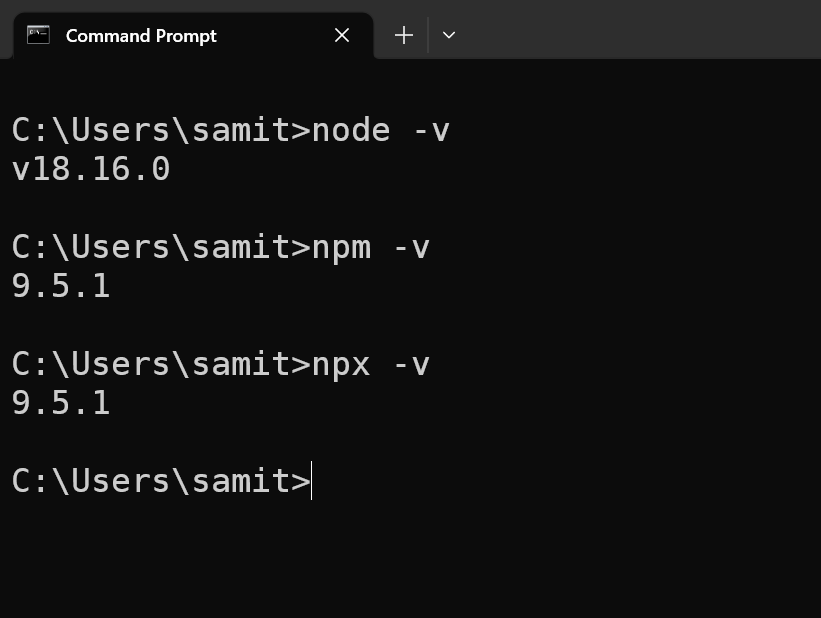 Command Prompt
C:\Users\samit>node -v
v18.16.0
C:\Users\samit>npm -v
9.5.1
C:\Users\samit>npx -v
9.5.1
C:\Users\samit>